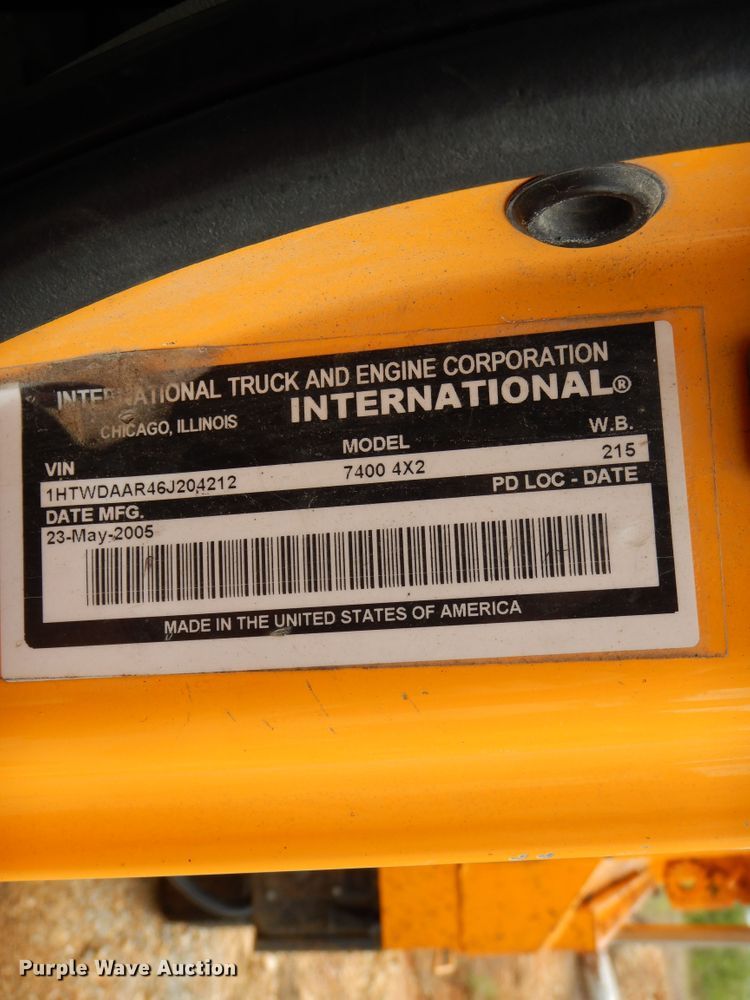 INTERNATIONAL TRUCK AND ENGINE CORPORATION
CHICAGO, ILLINOIS INTERNATIONAL®
VIN MODEL W.B.
1HTWDAAR46J204212 7400 4X2 215
DATE MFG. PD LOC - DATE
23-May-2005
MADE IN THE UNITED STATES OF AMERICA
Purple Wave Auction